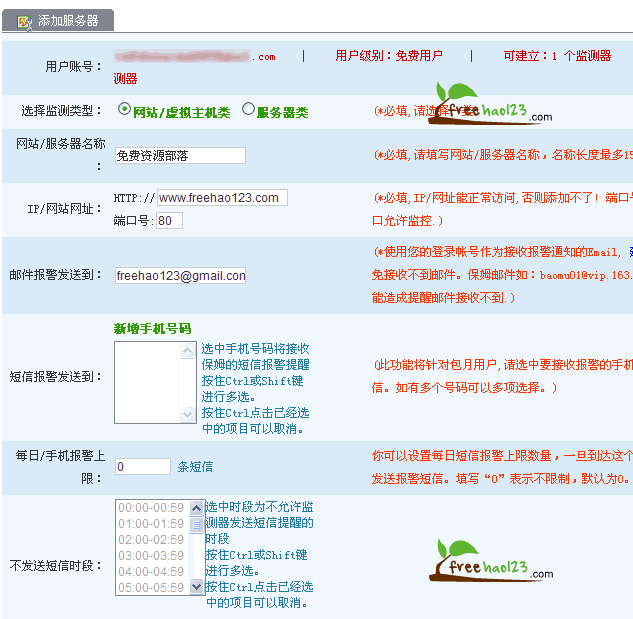 添加服务器
用户账号： .com | 用户级别：免费用户 | 可建立：1 个监测器
测器
选择监测类型： 网站/虚拟主机类 服务器类 (*必填,请选择 类
freehao123.com
网站/服务器名称： 免费资源部落 (*必填,请填写网站/服务器名称，名称长度最多15
IP/网站网址： HTTP://www.freehao123.com (*必填,IP/网址能正常访问,否则添加不了！端口
端口号:80 口允许监控.)
邮件报警发送到： freehao123@gmail.com (*使用您的登录帐号作为接收报警通知的Email,
免接收不到邮件。保姆邮件如：baomu01@vip.163.
能造成提醒邮件接收不到.)
新增手机号码
短信报警发送到： 选中手机号码将接收
保姆的短信报警提醒
按住Ctrl或Shift键
进行多选。
按住Ctrl点击已经选
中的项目可以取消。
(此功能将针对包月用户,请选中要接收报警的手机
信。如有多个号码可以多项选择。)
每日/手机报警上限： 0 条短信 你可以设置每日短信报警上限数量，一旦到达这个
发送报警短信。填写“0”表示不限制,默认为0。
不发送短信时段：
00:00-00:59
01:00-01:59
02:00-02:59
03:00-03:59
04:00-04:59
05:00-05:59
选中时段为不允许监
测器发送短信提醒的
时段
按住Ctrl或Shift键
进行多选。
按住Ctrl点击已经选
中的项目可以取消。
freehao123.com